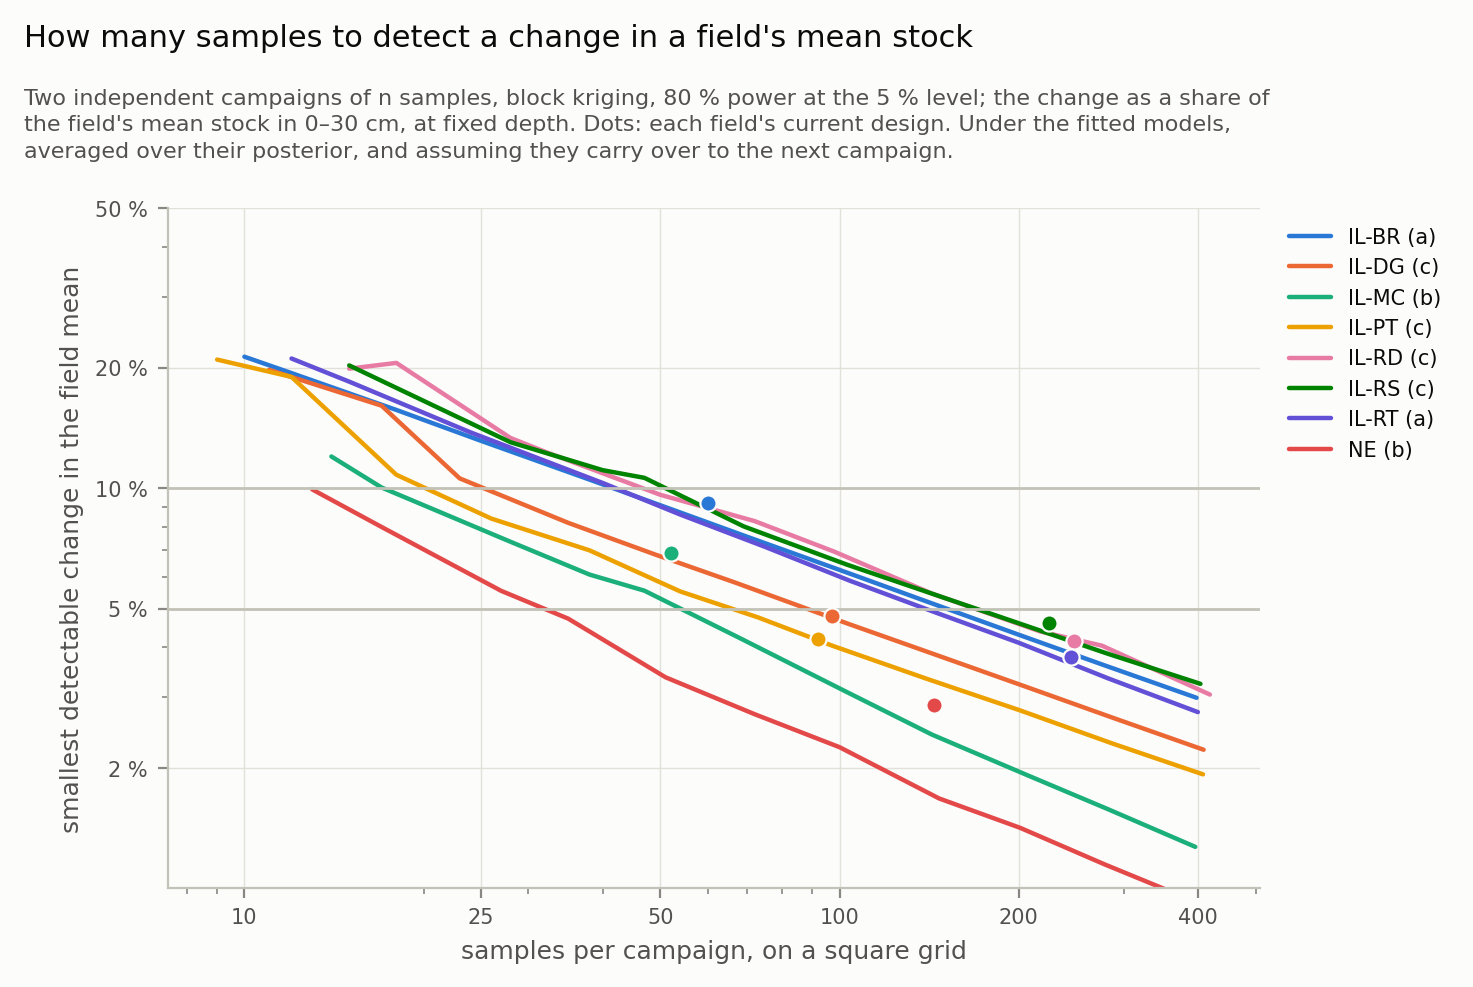 How many samples to detect a change in a field's mean stock
Two independent campaigns of n samples, block kriging, 80 % power at the 5 % level; the change as a share of
the field's mean stock in 0–30 cm, at fixed depth. Dots: each field's current design. Under the fitted models,
averaged over their posterior, and assuming they carry over to the next campaign.
smallest detectable change in the field mean
50 %
20 %
10 %
5 %
2 %
IL-BR (a)
IL-DG (c)
IL-MC (b)
IL-PT (c)
IL-RD (c)
IL-RS (c)
IL-RT (a)
NE (b)
10 25 50 100 200 400
samples per campaign, on a square grid